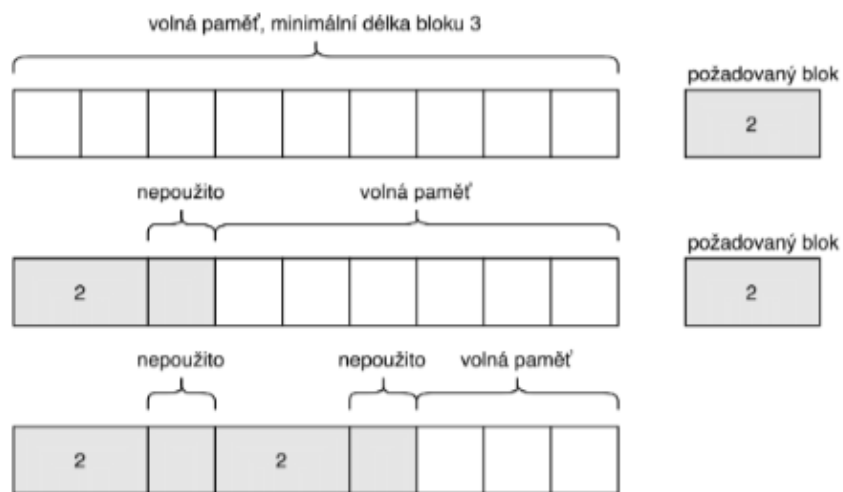 volná paměť, minimální délka bloku 3
požadovaný blok
2
nepoužito volná paměť
požadovaný blok
2
2
nepoužito nepoužito volná paměť
2 2